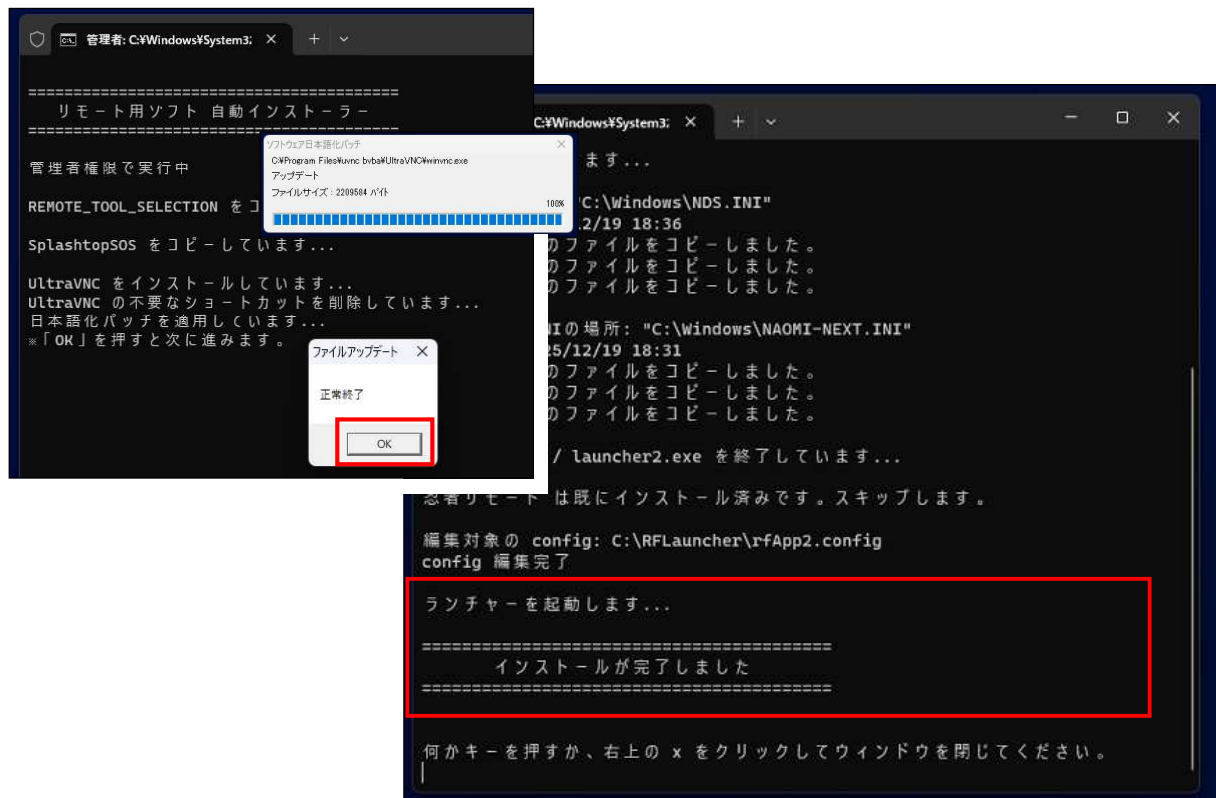 管理者: C:¥Windows¥System3;
=========================================
リモート用ソフト 自動インストーラー
=========================================
管理者権限で実行中
REMOTE_TOOL_SELECTION をコ
SplashtopSOS をコピーしています...
UltraVNC をインストールしています...
UltraVNC の不要なショートカットを削除しています...
日本語化パッチを適用しています...
※「OK」を押すと次に進みます。
ソフトウェア日本語化パッチ
C:¥Program Files¥uvnc bvba¥UltraVNC¥winvnc.exe
アップデート
ファイルサイズ : 2209584 バイト
100%
ファイルアップデート
正常終了
OK
C:¥Windows¥System3;
ます...
"C:\Windows\NDS.INI"
12/19 18:36
のファイルをコピーしました。
のファイルをコピーしました。
のファイルをコピーしました。
NIの場所: "C:\Windows\NAOMI-NEXT.INI"
25/12/19 18:31
のファイルをコピーしました。
のファイルをコピーしました。
のファイルをコピーしました。
/ launcher2.exe を終了しています...
忍者リモート は既にインストール済みです。スキップします。
編集対象の config: C:\RFLauncher\rfApp2.config
config 編集完了
ランチャーを起動します...
=========================================
インストールが完了しました
=========================================
何かキーを押すか、右上の x をクリックしてウィンドウを閉じてください。